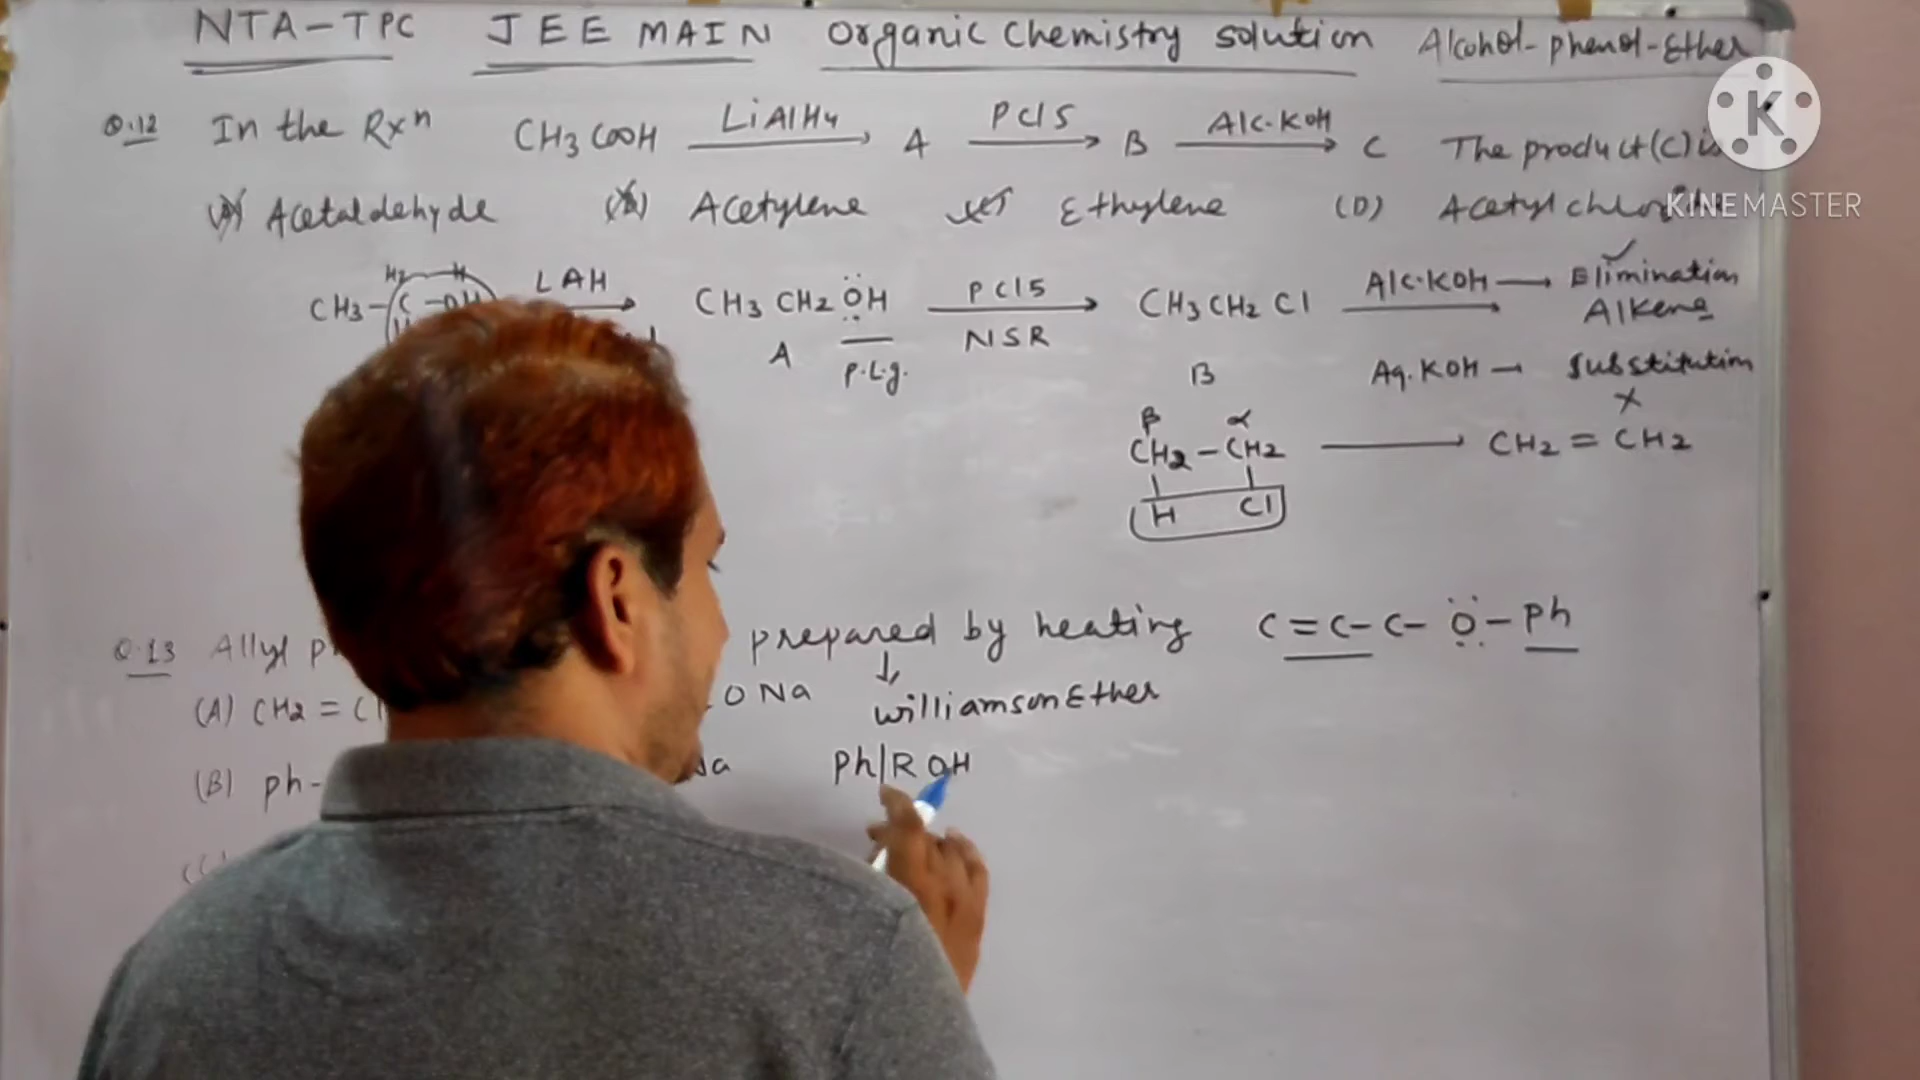 NTA-TPC JEE MAIN Organic Chemistry solution Alcohol-phenol-Ether
K
KINEMASTER
Q.12 In the Rxn CH3COOH LiAlH4 A PCl5 B Alc.KOH C The product(C) is
(A) Acetaldehyde (B) Acetylene Ethylene (D) Acetyl
H2 H
CH3-C-OH LAH CH3CH2OH PCl5 CH3CH2Cl Alc.KOH Elimination
Alkene
A NSR B
P.L.g.
Aq.KOH - substitution
x
β α
CH2-CH2 CH2=CH2
H Cl
Q.13 Allyl prepared by heating C=C-C-O-Ph
(A) CH2= ONa williamson Ether
(B) ph- Ph/ROH